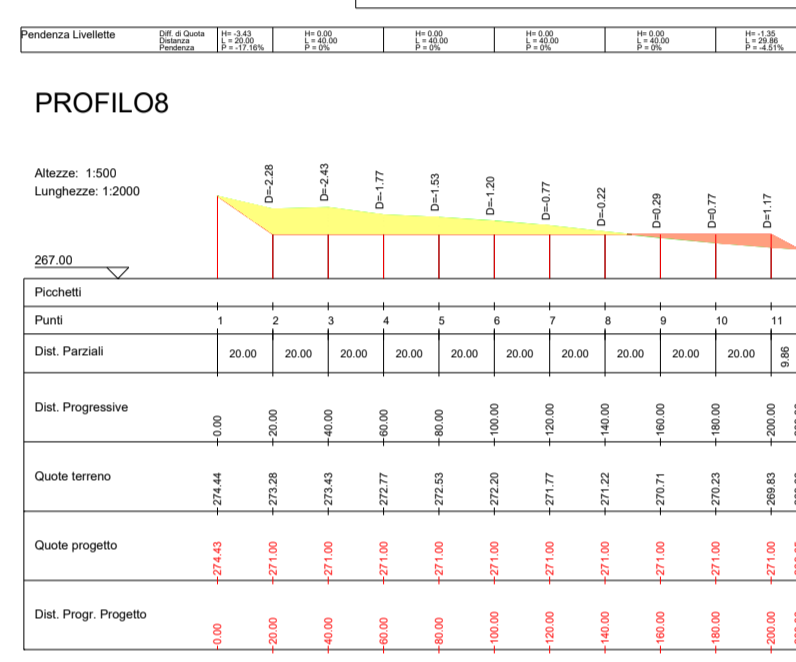 Pendenza Livellette
Diff. di Quota H= -3.43 H= 0.00 H= 0.00 H= 0.00 H= 0.00 H= -1.35
Distanza L = 20.00 L = 40.00 L = 40.00 L = 40.00 L = 40.00 L = 29.86
Pendenza P = -17.16% P = 0% P = 0% P = 0% P = 0% P = -4.51%
PROFILO8
Altezze: 1:500
Lunghezze: 1:2000
D=-2.28 D=-2.43 D=-1.77 D=-1.53 D=-1.20 D=-0.77 D=-0.22 D=0.29 D=0.77 D=1.17
267.00
Picchetti
Punti 1 2 3 4 5 6 7 8 9 10 11
Dist. Parziali 20.00 20.00 20.00 20.00 20.00 20.00 20.00 20.00 20.00 20.00 9.86
Dist. Progressive 0.00 20.00 40.00 60.00 80.00 100.00 120.00 140.00 160.00 180.00 200.00
Quote terreno 274.44 273.28 273.43 272.77 272.53 272.20 271.77 271.22 270.71 270.23 269.83
Quote progetto 274.43 271.00 271.00 271.00 271.00 271.00 271.00 271.00 271.00 271.00 271.00
Dist. Progr. Progetto 0.00 20.00 40.00 60.00 80.00 100.00 120.00 140.00 160.00 180.00 200.00